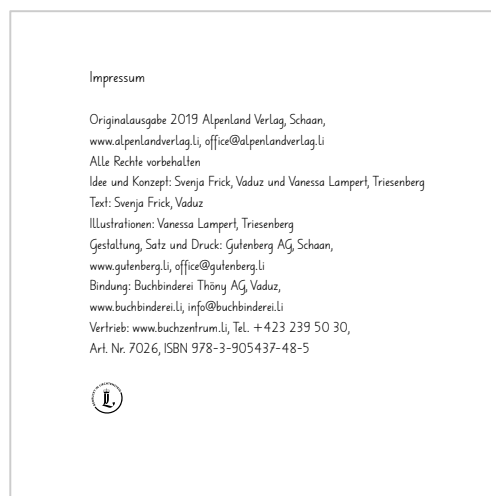 Impressum
Originalausgabe 2019 Alpenland Verlag, Schaan,
www.alpenlandverlag.li, office@alpenlandverlag.li
Alle Rechte vorbehalten
Idee und Konzept: Svenja Frick, Vaduz und Vanessa Lampert, Triesenberg
Text: Svenja Frick, Vaduz
Illustrationen: Vanessa Lampert, Triesenberg
Gestaltung, Satz und Druck: Gutenberg AG, Schaan,
www.gutenberg.li, office@gutenberg.li
Bindung: Buchbinderei Thöny AG, Vaduz,
www.buchbinderei.li, info@buchbinderei.li
Vertrieb: www.buchzentrum.li, Tel. +423 239 50 30,
Art. Nr. 7026, ISBN 978-3-905437-48-5